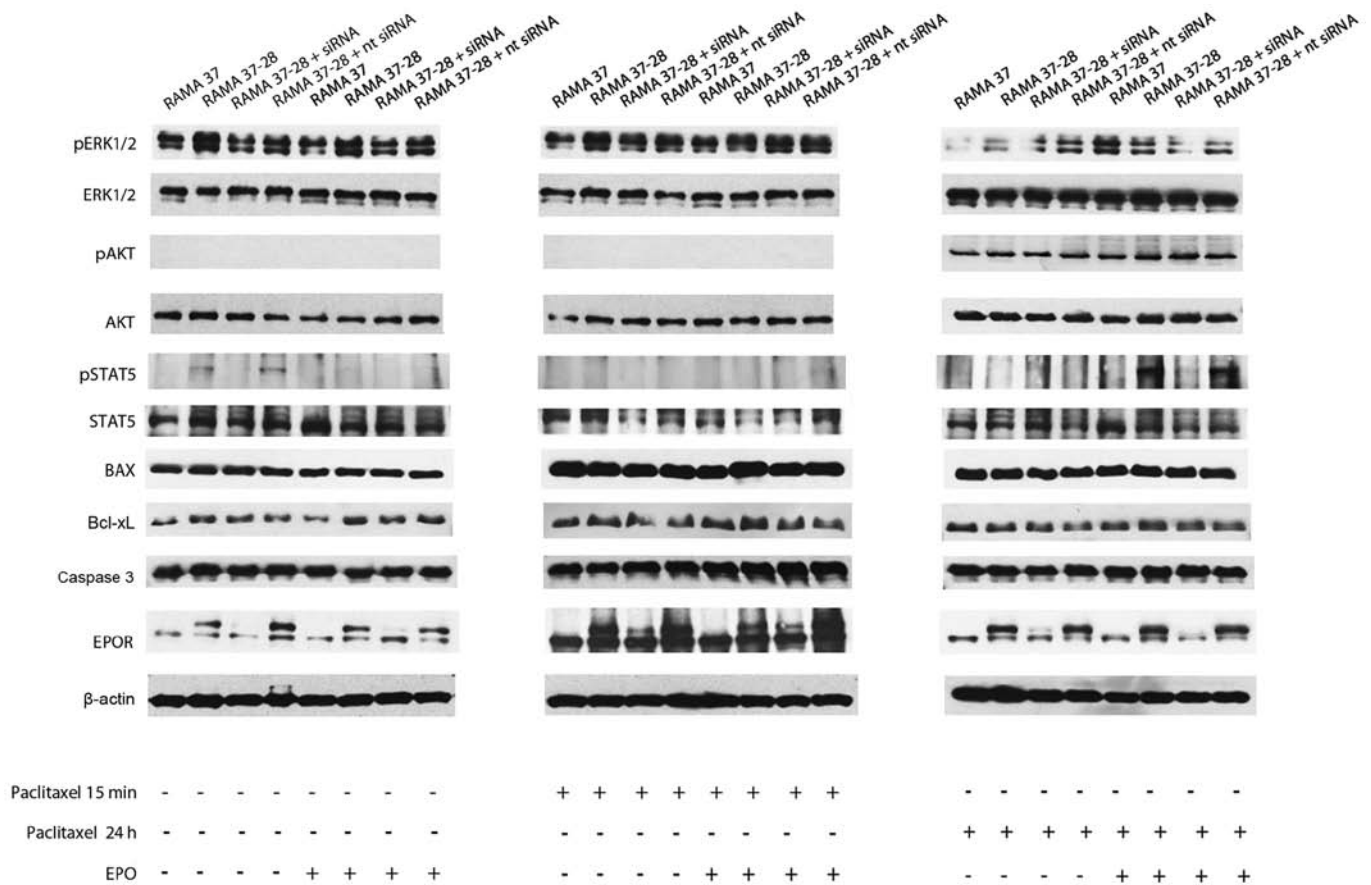 RAMA 37
RAMA 37-28
RAMA 37-28 + siRNA
RAMA 37-28 + nt siRNA
RAMA 37
RAMA 37-28
RAMA 37-28 + siRNA
RAMA 37-28 + nt siRNA
RAMA 37
RAMA 37-28
RAMA 37-28 + siRNA
RAMA 37-28 + nt siRNA
RAMA 37
RAMA 37-28
RAMA 37-28 + siRNA
RAMA 37-28 + nt siRNA
RAMA 37
RAMA 37-28
RAMA 37-28 + siRNA
RAMA 37-28 + nt siRNA
RAMA 37
RAMA 37-28
RAMA 37-28 + siRNA
RAMA 37-28 + nt siRNA
pERK1/2
ERK1/2
pAKT
AKT
pSTAT5
STAT5
BAX
Bcl-xL
Caspase 3
EPOR
β-actin
Paclitaxel 15 min - - - - - - - - + + + + + + + + - - - - - - - -
Paclitaxel 24 h - - - - - - - - - - - - - - - - + + + + + + + +
EPO - - - - + + + + - - - - + + + + - - - - + + + +